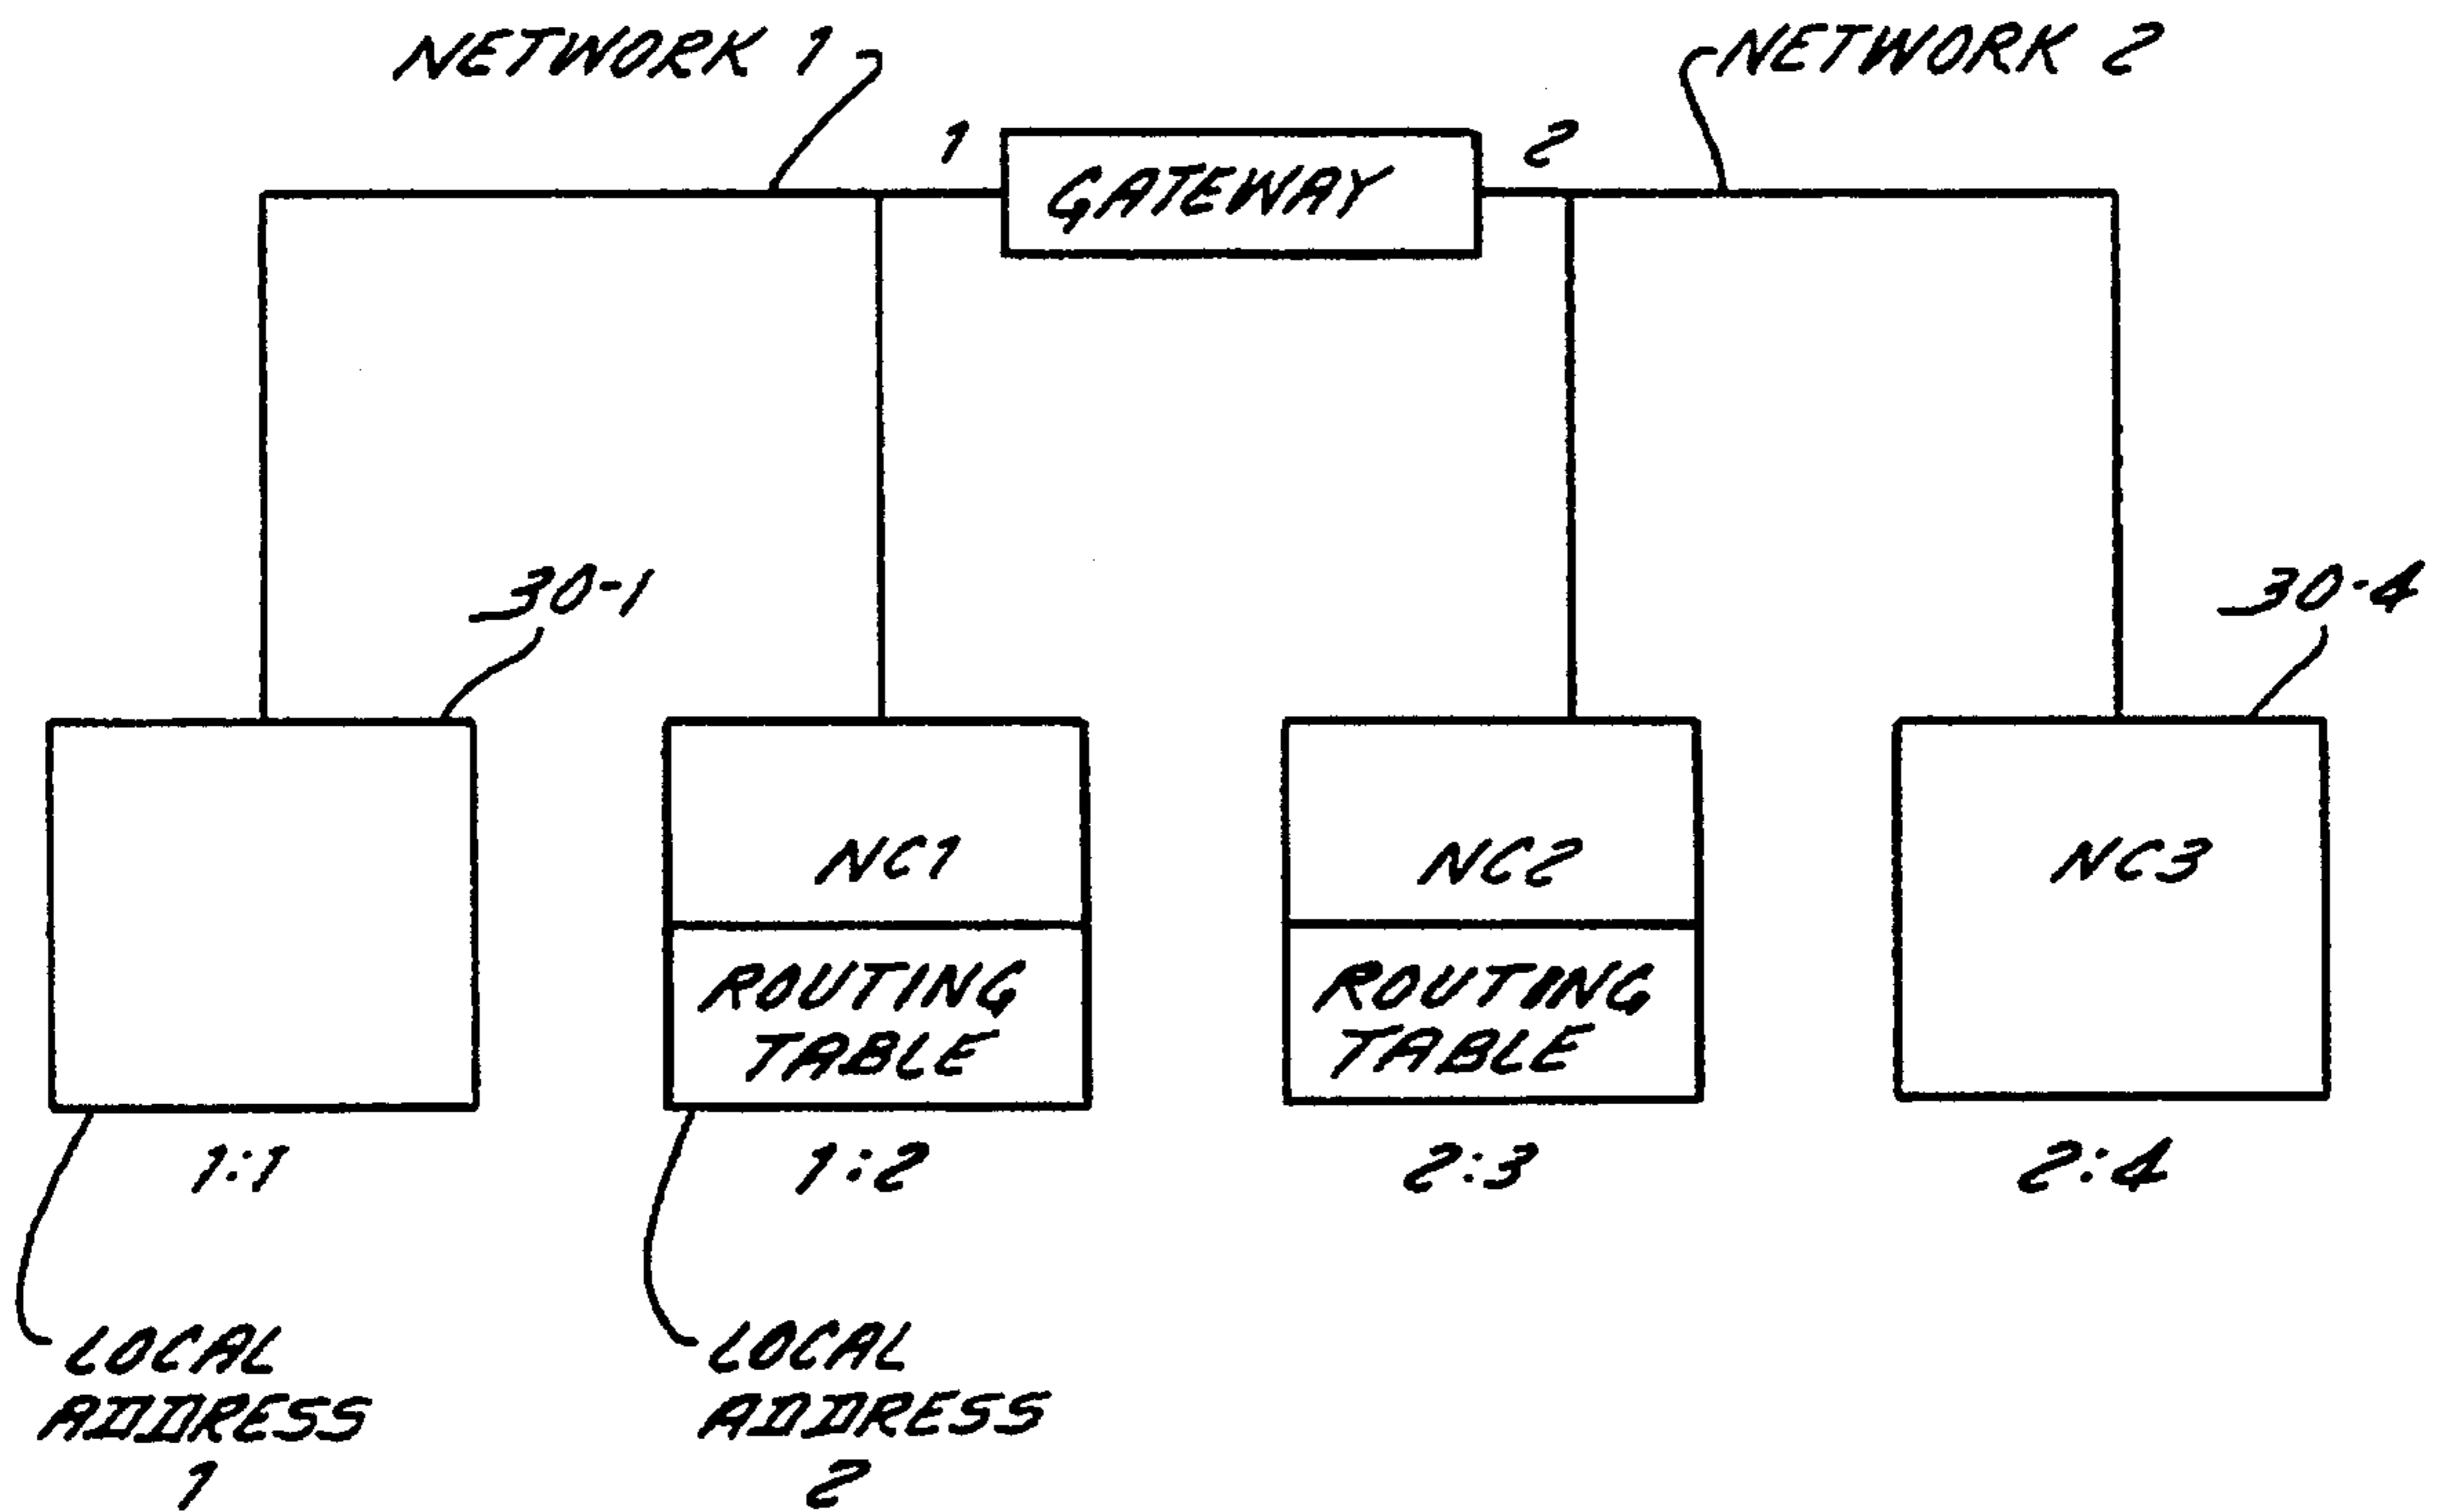 NETWORK 1
NETWORK 2
1
GATEWAY
2
30-1
30-4
NC1
ROUTING
TABLE
NC2
ROUTING
TABLE
NC3
1:1
1:2
2:3
2:4
LOCAL
ADDRESS
1
LOCAL
ADDRESS
2